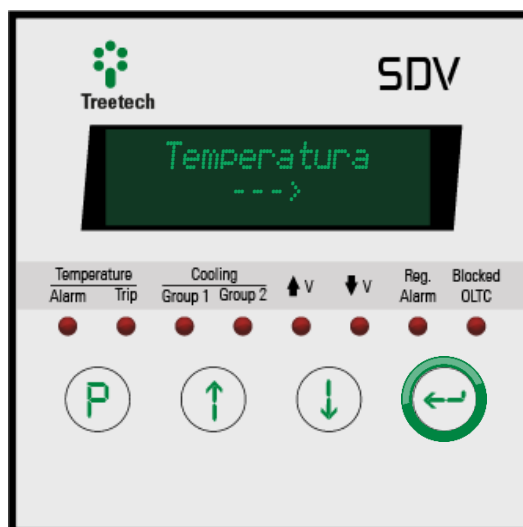 Treetech
SDV
Temperatura
--->
Temperature
Alarm Trip
Cooling
Group 1 Group 2
V
V
Reg.
Alarm
Blocked
OLTC
P